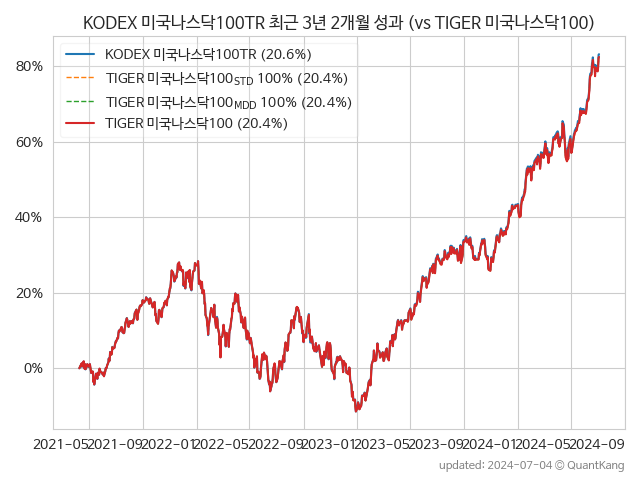 KODEX 미국나스닥100TR 최근 3년 2개월 성과 (vs TIGER 미국나스닥100)
KODEX 미국나스닥100TR (20.6%)
TIGER 미국나스닥100STD 100% (20.4%)
TIGER 미국나스닥100MDD 100% (20.4%)
TIGER 미국나스닥100 (20.4%)
80%
60%
40%
20%
0%
2021-05 2021-09 2022-01 2022-05 2022-09 2023-01 2023-05 2023-09 2024-01 2024-05 2024-09
updated: 2024-07-04 © QuantKang